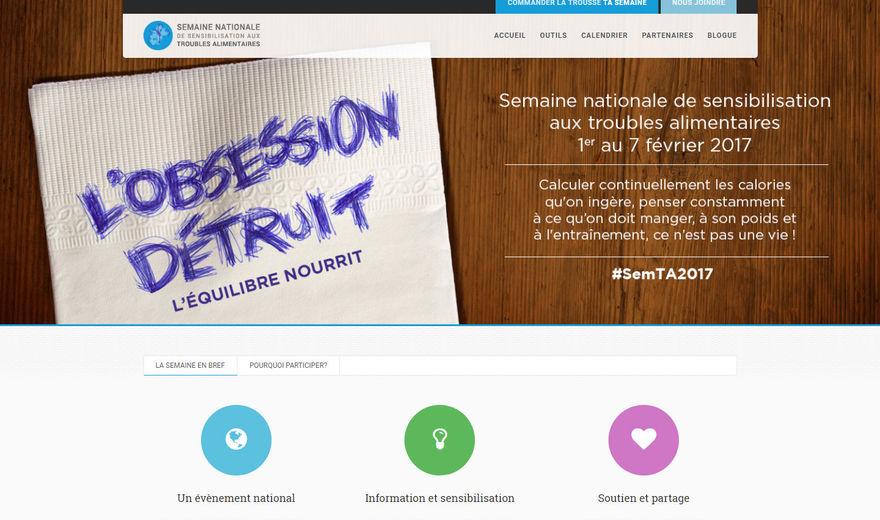 COMMANDER LA TROUSSE TA SEMAINE
NOUS JOINDRE
SEMAINE NATIONALE
DE SENSIBILISATION AUX
TROUBLES ALIMENTAIRES
ACCUEIL OUTILS CALENDRIER PARTENAIRES BLOGUE
L'OBSESSION
DÉTRUIT
L'ÉQUILIBRE NOURRIT
Semaine nationale de sensibilisation
aux troubles alimentaires
1er au 7 février 2017
Calculer continuellement les calories
qu'on ingère, penser constamment
à ce qu'on doit manger, à son poids et
à l'entraînement, ce n'est pas une vie !
#SemTA2017
LA SEMAINE EN BREF
POURQUOI PARTICIPER?
Un évènement national
Information et sensibilisation
Soutien et partage